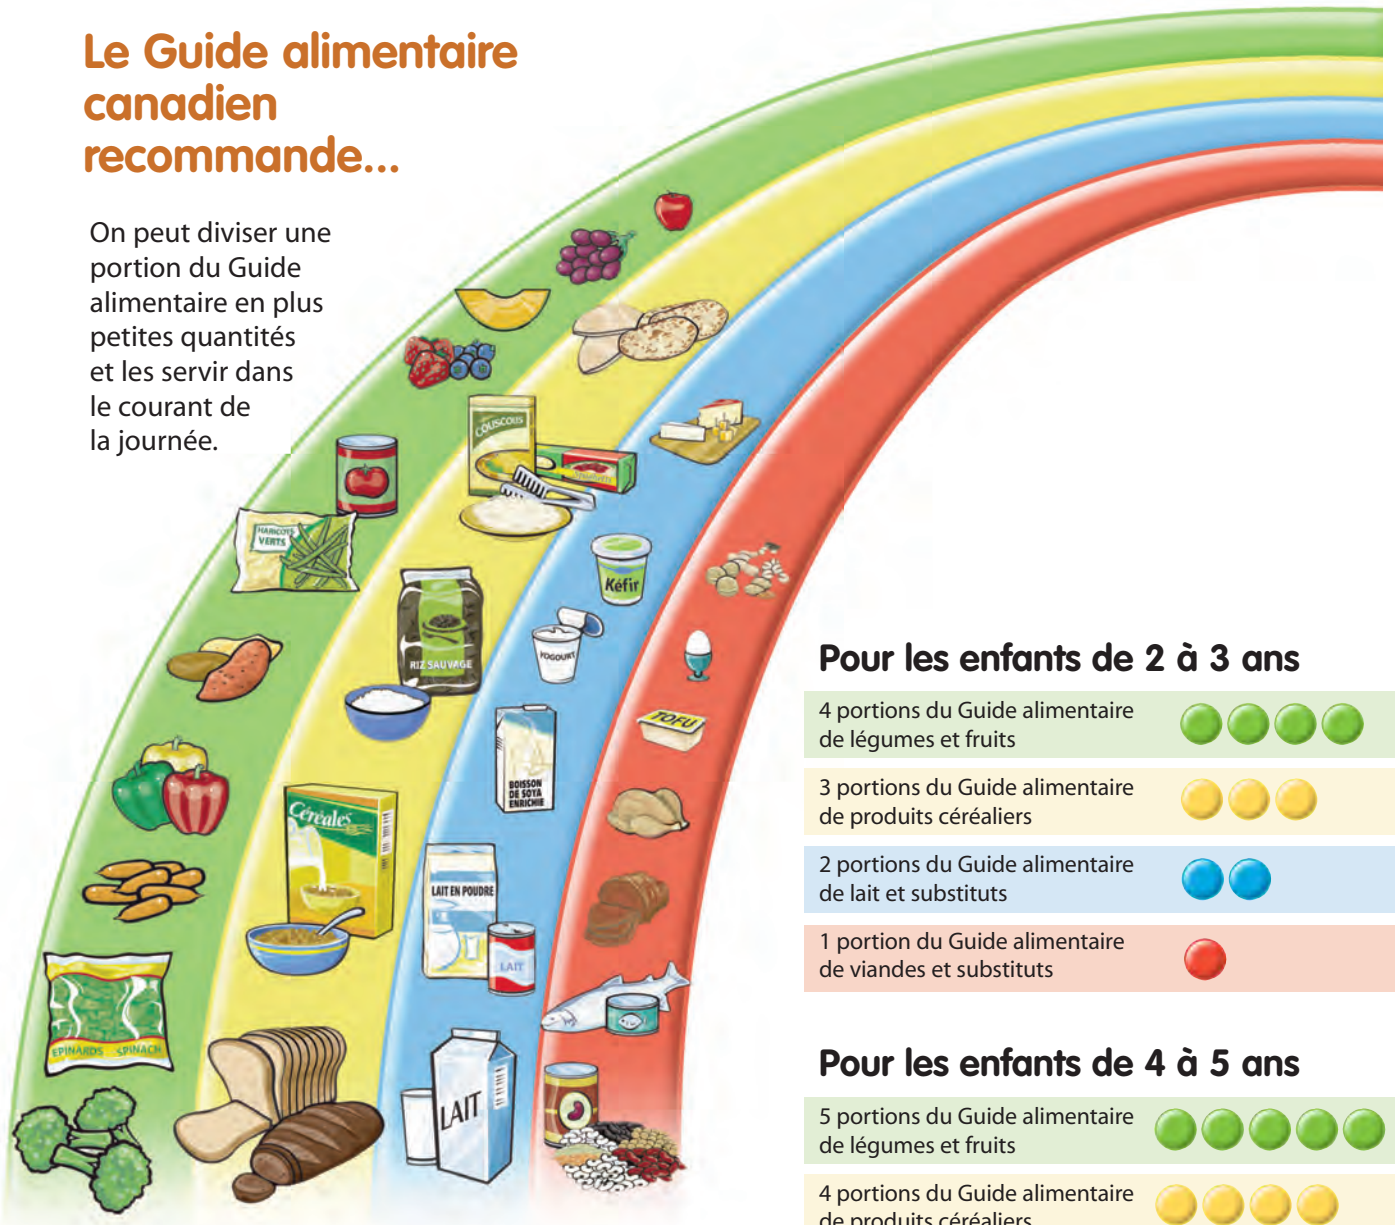 Le Guide alimentaire
canadien
recommande...
On peut diviser une
portion du Guide
alimentaire en plus
petites quantités
et les servir dans
le courant de
la journée.
COUSCOUS
HARICOTS
VERTS
Kéfir
RIZ SAUVAGE
YOGOURT
TOFU
BOISSON
DE SOYA
ENRICHIE
Céréales
LAIT EN POUDRE
LAIT
EPINARDS SPINACH
LAIT
Pour les enfants de 2 à 3 ans
4 portions du Guide alimentaire
de légumes et fruits
3 portions du Guide alimentaire
de produits céréaliers
2 portions du Guide alimentaire
de lait et substituts
1 portion du Guide alimentaire
de viandes et substituts
Pour les enfants de 4 à 5 ans
5 portions du Guide alimentaire
de légumes et fruits
4 portions du Guide alimentaire
de produits céréaliers